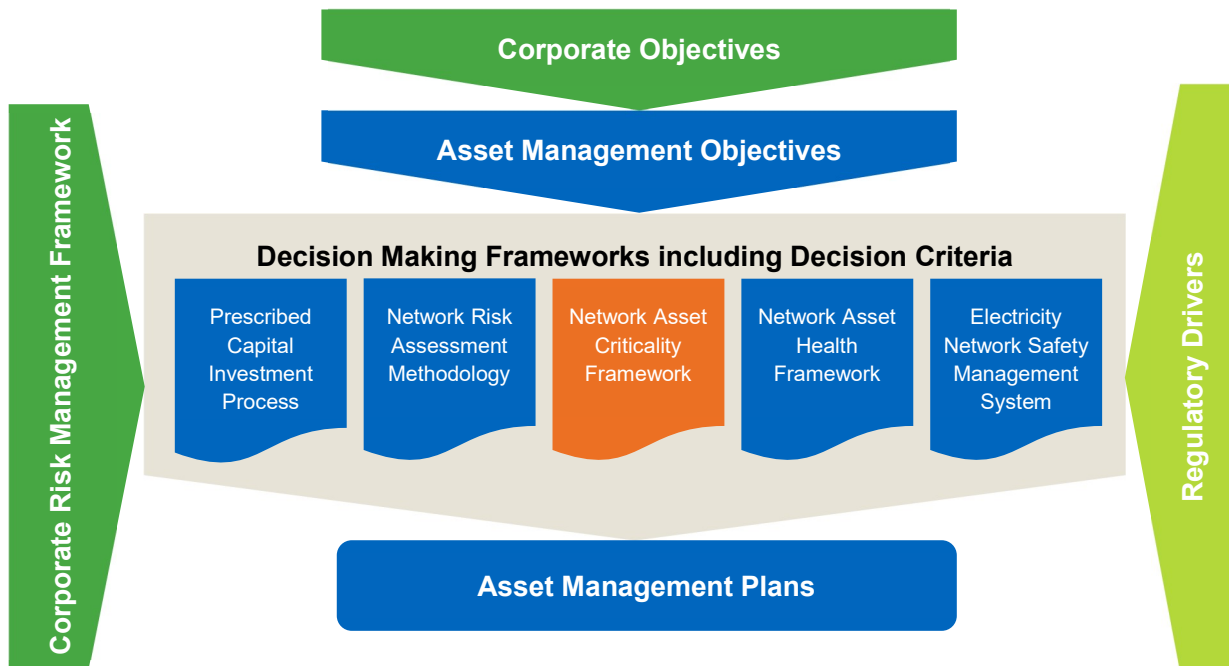 Corporate Objectives
Asset Management Objectives
Corporate Risk Management Framework
Decision Making Frameworks including Decision Criteria
Prescribed
Capital
Investment
Process
Network Risk
Assessment
Methodology
Network Asset
Criticality
Framework
Network Asset
Health
Framework
Electricity
Network Safety
Management
System
Regulatory Drivers
Asset Management Plans